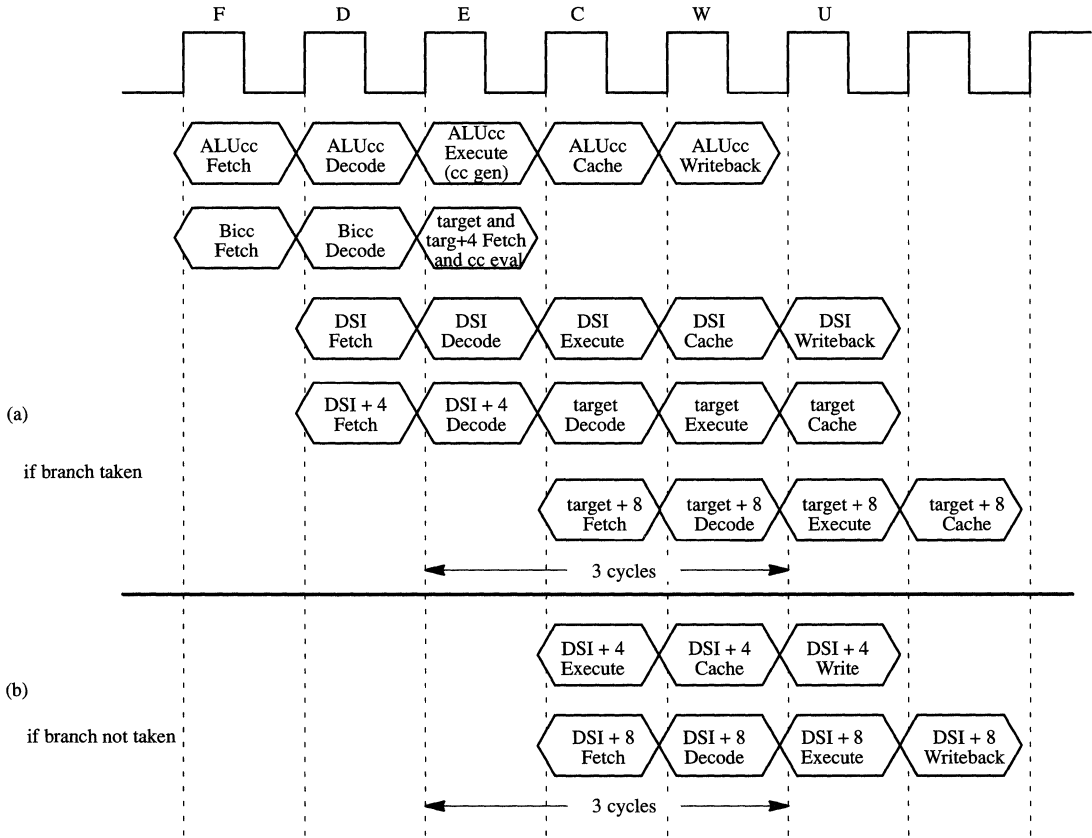 F D E C W U
ALUcc ALUcc ALUcc ALUcc ALUcc
Fetch Decode Execute Cache Writeback
(cc gen)
Bicc Bicc target and
Fetch Decode targ+4 Fetch
and cc eval
DSI DSI DSI DSI DSI
Fetch Decode Execute Cache Writeback
(a)
DSI + 4 DSI + 4 target target target
Fetch Decode Decode Execute Cache
if branch taken
target + 8 target + 8 target + 8 target + 8
Fetch Decode Execute Cache
3 cycles
DSI + 4 DSI + 4 DSI + 4
Execute Cache Write
(b)
if branch not taken
DSI + 8 DSI + 8 DSI + 8 DSI + 8
Fetch Decode Execute Writeback
3 cycles